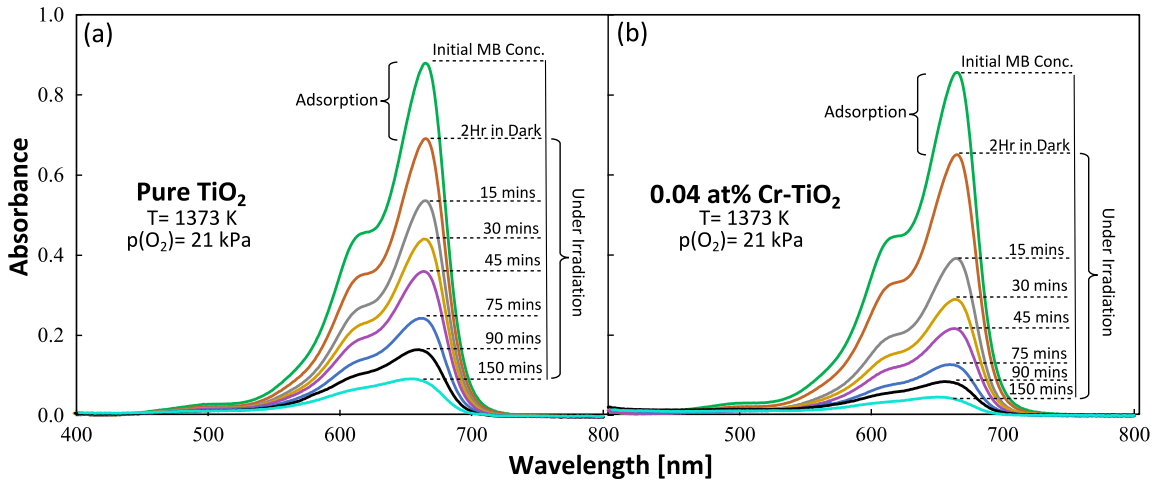 Absorbance
1.0
0.8
0.6
0.4
0.2
0.0
(a)
Initial MB Conc.
Adsorption
2Hr in Dark
Pure TiO₂
T= 1373 K
p(O₂)= 21 kPa
15 mins
30 mins
45 mins
75 mins
90 mins
150 mins
Under Irradiation
400
500
600
700
800
(b)
Initial MB Conc.
Adsorption
2Hr in Dark
0.04 at% Cr-TiO₂
T= 1373 K
p(O₂)= 21 kPa
15 mins
30 mins
45 mins
75 mins
90 mins
150 mins
Under Irradiation
500
600
700
800
Wavelength [nm]